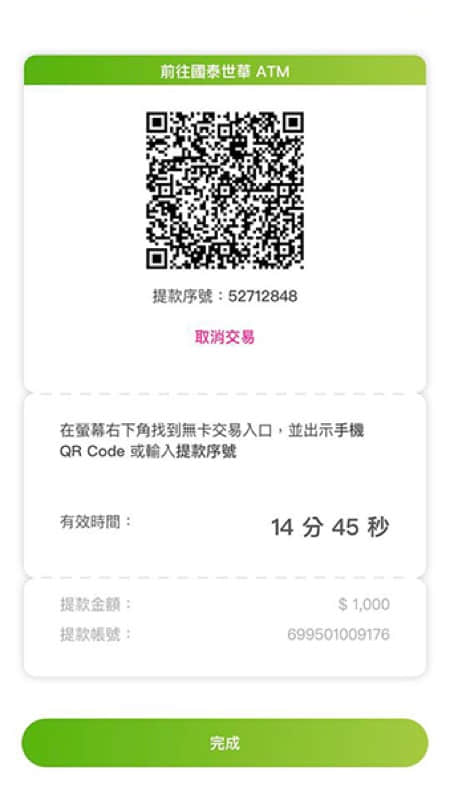 前往國泰世華 ATM
提款序號：52712848
取消交易
在螢幕右下角找到無卡交易入口，並出示手機
QR Code 或輸入提款序號
有效時間： 14 分 45 秒
提款金額： $ 1,000
提款帳號： 699501009176
完成